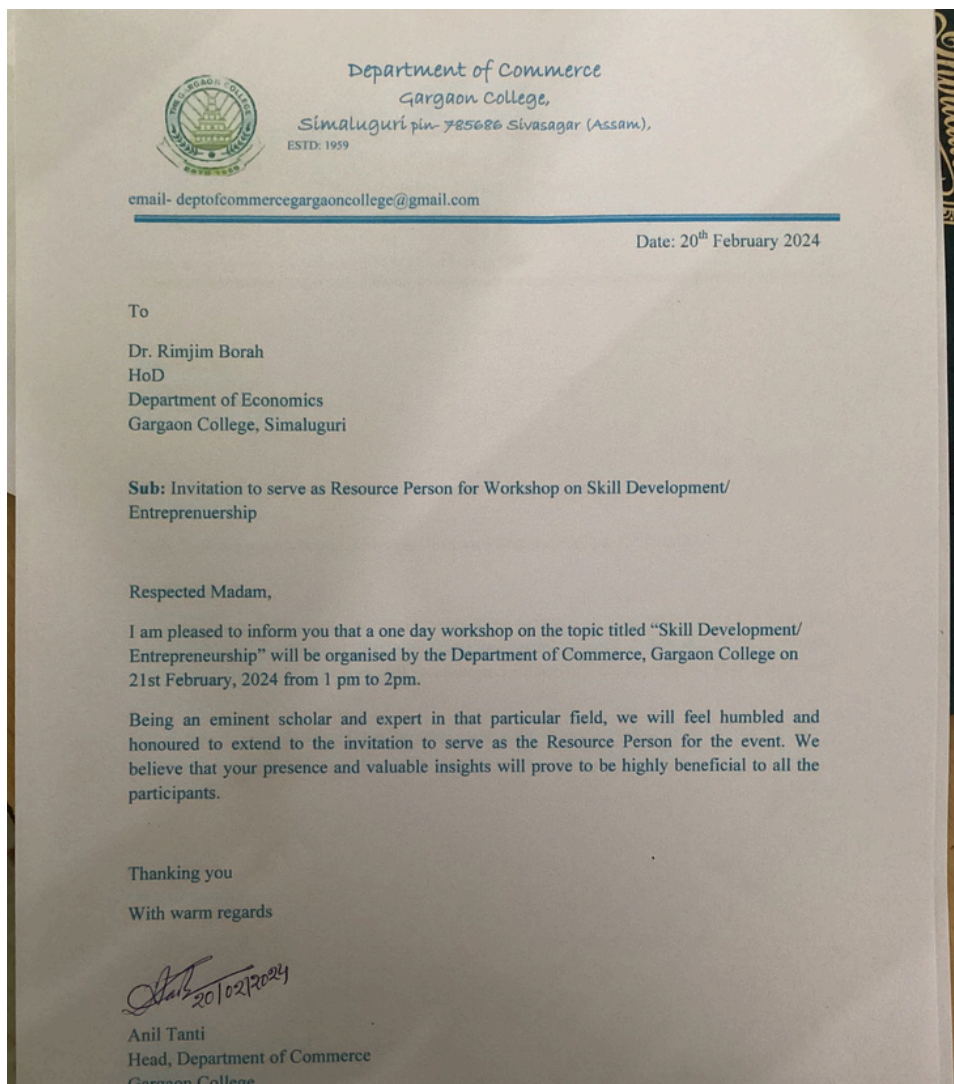 Department of Commerce
Gargaon College,
Simaluguri pin- 785686 Sivasagar (Assam),
ESTD: 1959
THE GARGAON COLLEGE
ESTD 1959
email- deptofcommercegargaoncollege@gmail.com
Date: 20th February 2024
To
Dr. Rimjim Borah
HoD
Department of Economics
Gargaon College, Simaluguri
Sub: Invitation to serve as Resource Person for Workshop on Skill Development/
Entreprenuership
Respected Madam,
I am pleased to inform you that a one day workshop on the topic titled “Skill Development/
Entrepreneurship” will be organised by the Department of Commerce, Gargaon College on
21st February, 2024 from 1 pm to 2pm.
Being an eminent scholar and expert in that particular field, we will feel humbled and
honoured to extend to the invitation to serve as the Resource Person for the event. We
believe that your presence and valuable insights will prove to be highly beneficial to all the
participants.
Thanking you
With warm regards
20/02/2024
Anil Tanti
Head, Department of Commerce
Gargaon College